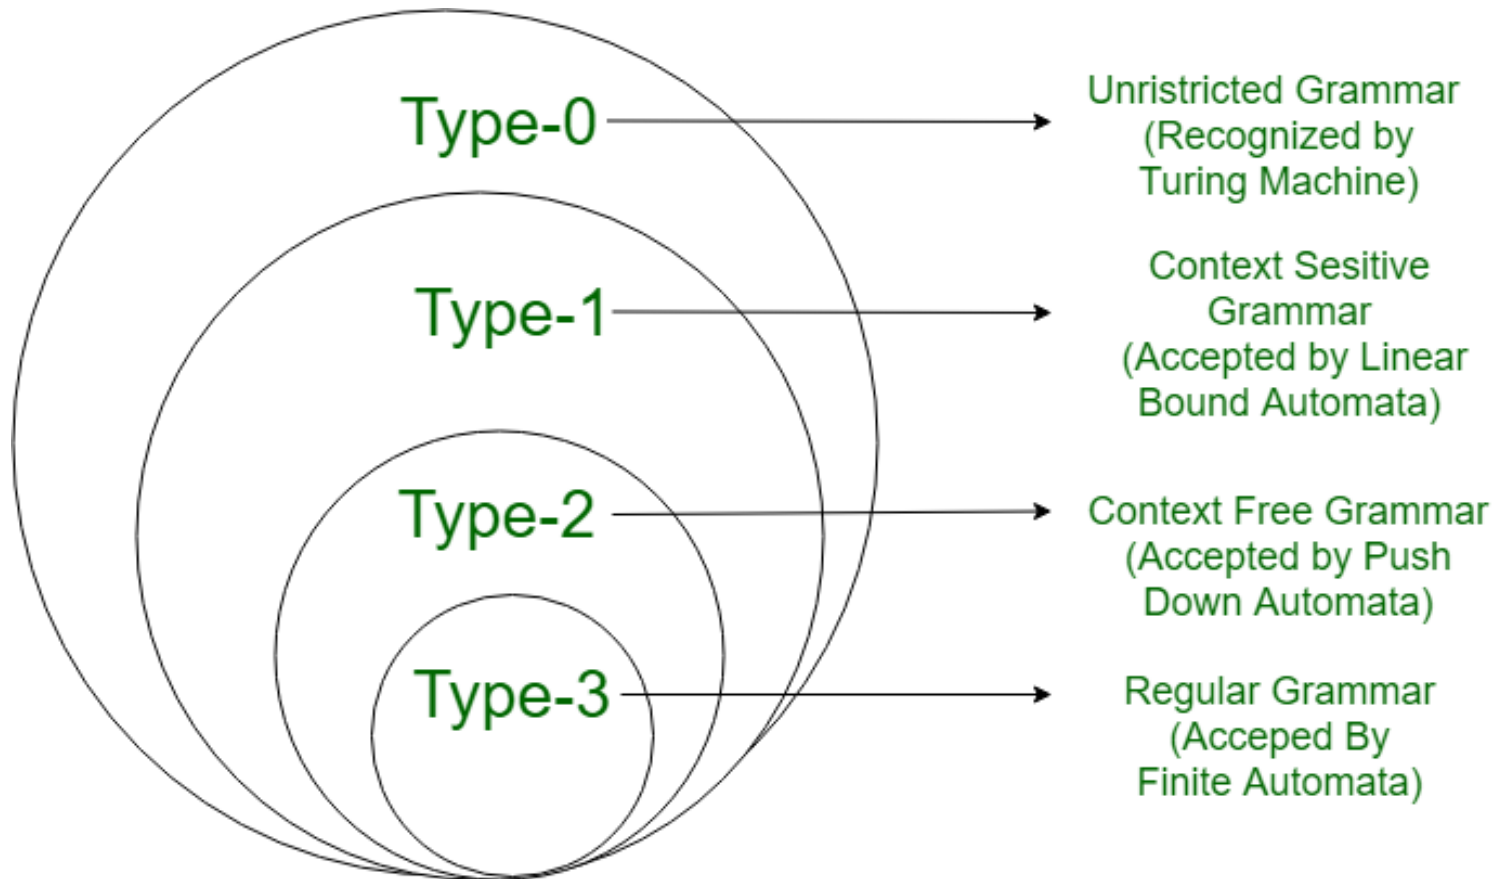 Type-0
Unristricted Grammar
(Recognized by
Turing Machine)
Type-1
Context Sesitive
Grammar
(Accepted by Linear
Bound Automata)
Type-2
Context Free Grammar
(Accepted by Push
Down Automata)
Type-3
Regular Grammar
(Acceped By
Finite Automata)